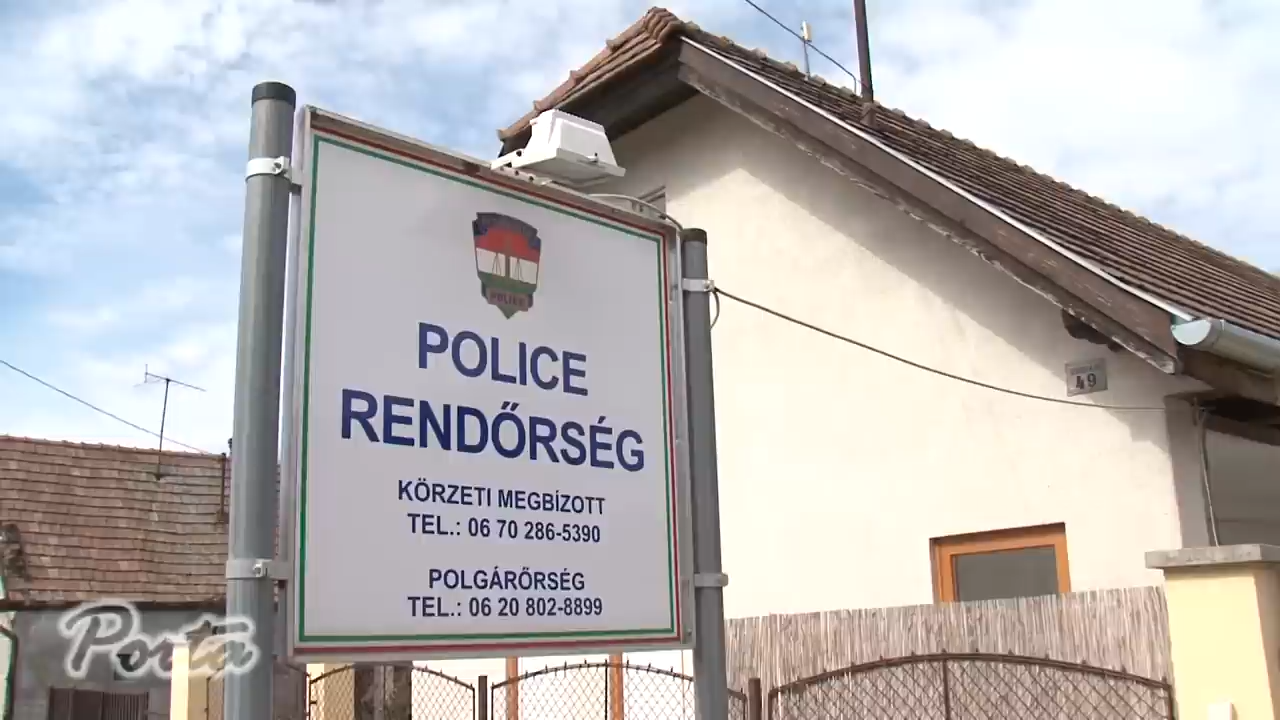 POLICE
POLICE
RENDŐRSÉG
KÖRZETI MEGBÍZOTT
TEL.: 06 70 286-5390
POLGÁRŐRSÉG
TEL.: 06 20 802-8899
49
Porta